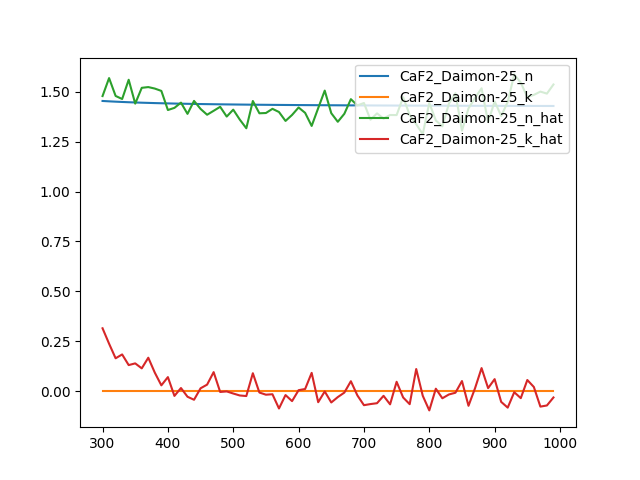 CaF2_Daimon-25_n
CaF2_Daimon-25_k
CaF2_Daimon-25_n_hat
CaF2_Daimon-25_k_hat
1.50
1.25
1.00
0.75
0.50
0.25
0.00
300 400 500 600 700 800 900 1000